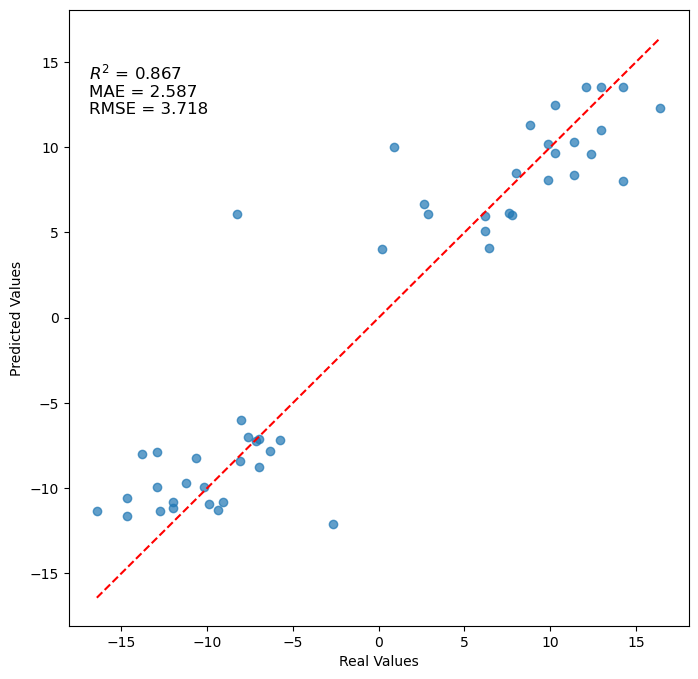 R² = 0.867
MAE = 2.587
RMSE = 3.718
15
10
5
0
−5
−10
−15
Predicted Values
−15 −10 −5 0 5 10 15
Real Values